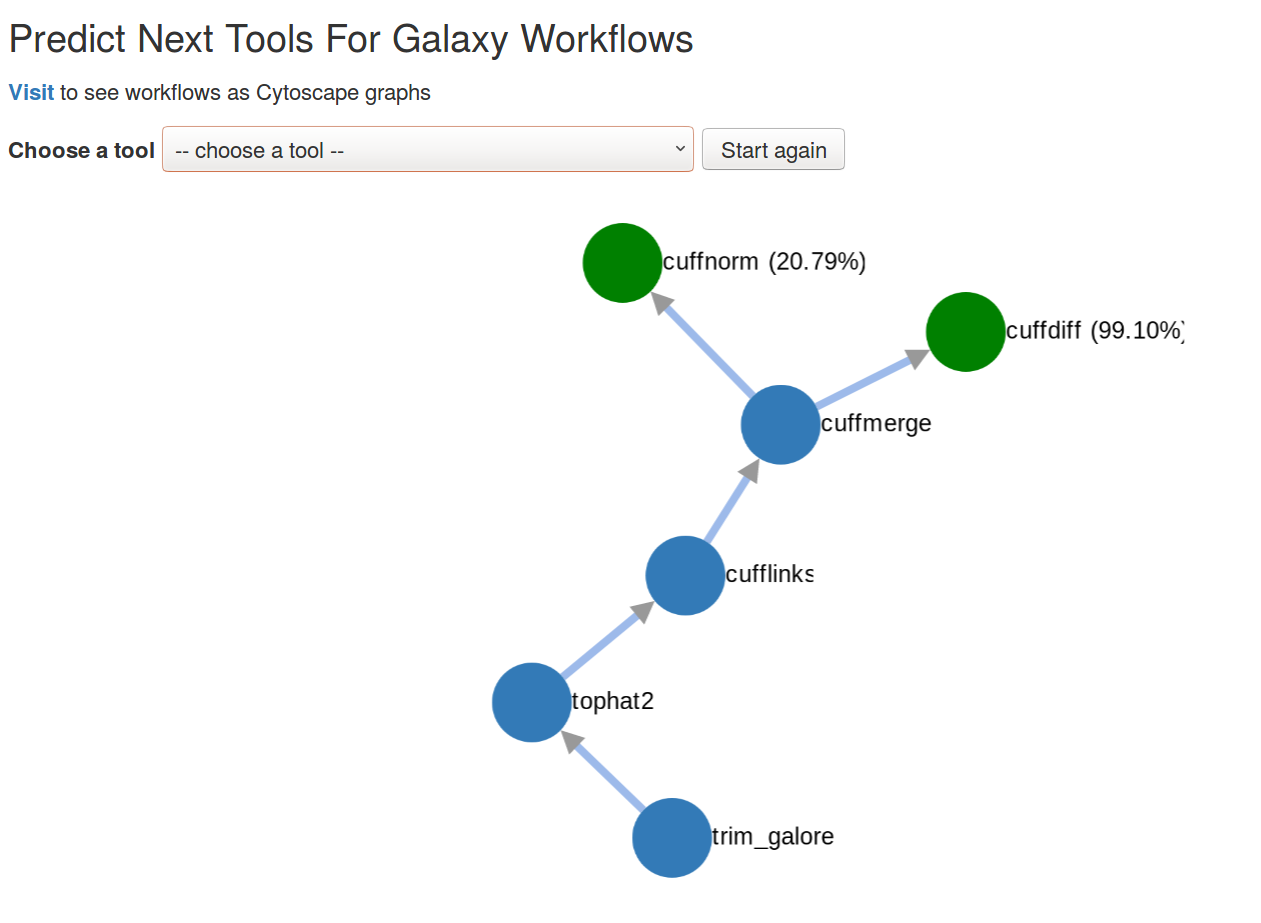 Predict Next Tools For Galaxy Workflows
Visit to see workflows as Cytoscape graphs
Choose a tool -- choose a tool -- Start again
cuffnorm (20.79%)
cuffdiff (99.10%)
cuffmerge
cufflinks
tophat2
trim_galore